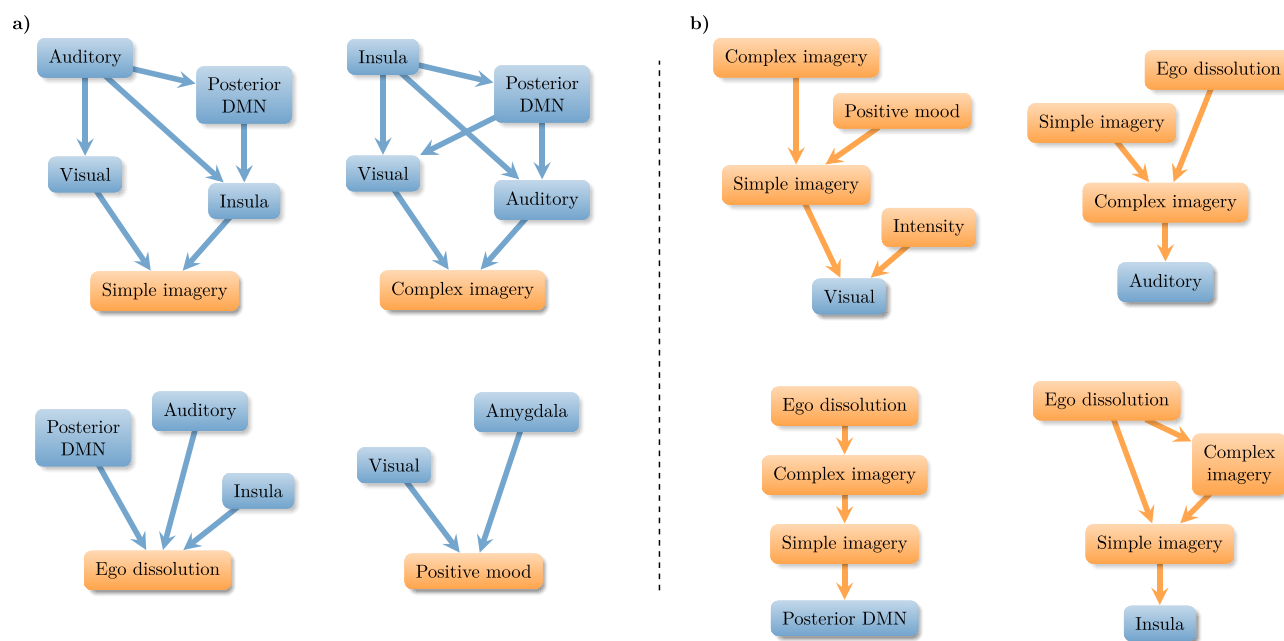 a)
Auditory
Posterior
DMN
Visual
Insula
Simple imagery
Insula
Posterior
DMN
Visual
Auditory
Complex imagery
Posterior
DMN
Auditory
Insula
Ego dissolution
Amygdala
Visual
Positive mood
b)
Complex imagery
Positive mood
Simple imagery
Intensity
Visual
Ego dissolution
Simple imagery
Complex imagery
Auditory
Ego dissolution
Complex imagery
Simple imagery
Posterior DMN
Ego dissolution
Complex
imagery
Simple imagery
Insula